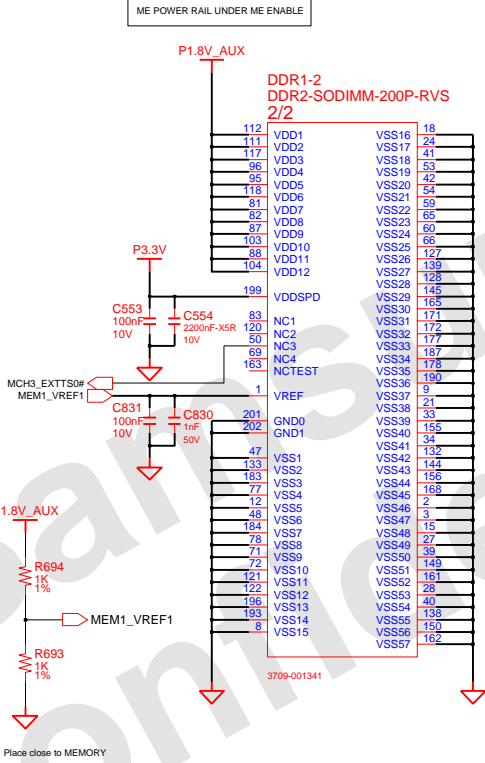 ME POWER RAIL UNDER ME ENABLE
P1.8V_AUX
DDR1-2
DDR2-SODIMM-200P-RVS
2/2
112 VDD1 VSS16 18
111 VDD2 VSS17 24
117 VDD3 VSS18 41
96 VDD4 VSS19 53
95 VDD5 VSS20 42
118 VDD6 VSS21 54
81 VDD7 VSS22 59
82 VDD8 VSS23 65
87 VDD9 VSS24 60
103 VDD10 VSS25 66
88 VDD11 VSS26 127
104 VDD12 VSS27 139
VSS28 128
199 VDDSPD VSS29 145
VSS30 165
83 NC1 VSS31 171
120 NC2 VSS32 172
50 NC3 VSS33 177
69 NC4 VSS34 187
163 NCTEST VSS35 178
VSS36 190
1 VREF VSS37 9
VSS38 21
201 GND0 VSS39 33
202 GND1 VSS40 155
VSS41 34
47 VSS1 VSS42 132
133 VSS2 VSS43 144
183 VSS3 VSS44 156
77 VSS4 VSS45 168
12 VSS5 VSS46 2
48 VSS6 VSS47 3
184 VSS7 VSS48 15
78 VSS8 VSS49 27
71 VSS9 VSS50 39
72 VSS10 VSS51 149
121 VSS11 VSS52 161
122 VSS12 VSS53 28
196 VSS13 VSS54 40
193 VSS14 VSS55 138
8 VSS15 VSS56 150
VSS57 162
3709-001341
P3.3V
C553
100nF
10V
C554
2200nF-X5R
10V
MCH3_EXTTS0#
MEM1_VREF1
C831
100nF
10V
C830
1nF
50V
1.8V_AUX
R694
1K
1%
MEM1_VREF1
R693
1K
1%
Place close to MEMORY